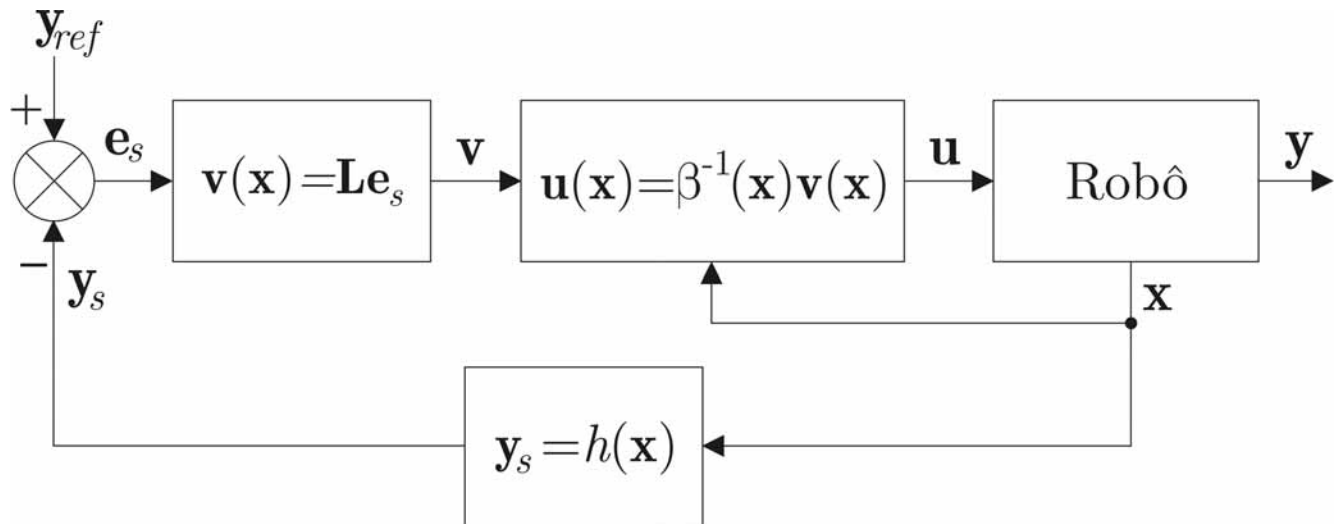 y_ref
+
e_s
v(x)=Le_s
v
u(x)=β⁻¹(x)v(x)
u
Robô
y
−
y_s
x
y_s=h(x)